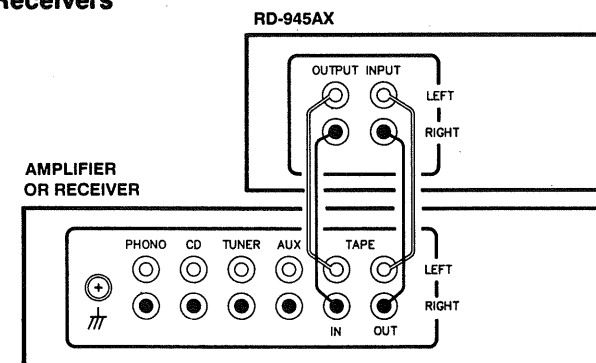 Receivers
RD-945AX
OUTPUT INPUT
LEFT
RIGHT
AMPLIFIER
OR RECEIVER
PHONO CD TUNER AUX TAPE
LEFT
RIGHT
IN OUT